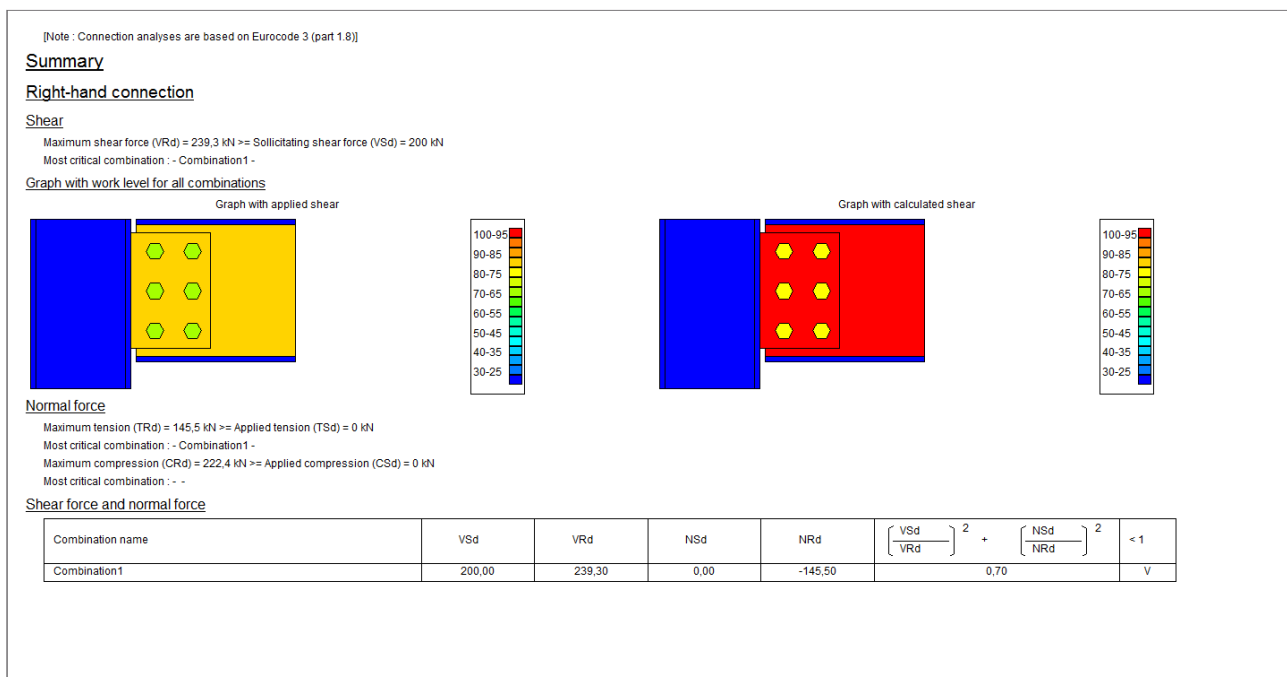 [Note : Connection analyses are based on Eurocode 3 (part 1.8)]
Summary
Right-hand connection
Shear
Maximum shear force (VRd) = 239,3 kN >= Sollicitating shear force (VSd) = 200 kN
Most critical combination : - Combination1 -
Graph with work level for all combinations
Graph with applied shear
100-95
90-85
80-75
70-65
60-55
50-45
40-35
30-25
Graph with calculated shear
100-95
90-85
80-75
70-65
60-55
50-45
40-35
30-25
Normal force
Maximum tension (TRd) = 145,5 kN >= Applied tension (TSd) = 0 kN
Most critical combination : - Combination1 -
Maximum compression (CRd) = 222,4 kN >= Applied compression (CSd) = 0 kN
Most critical combination : - -
Shear force and normal force
Combination name VSd VRd NSd NRd (VSd/VRd)2 + (NSd/NRd)2 < 1
Combination1 200,00 239,30 0,00 -145,50 0,70 V